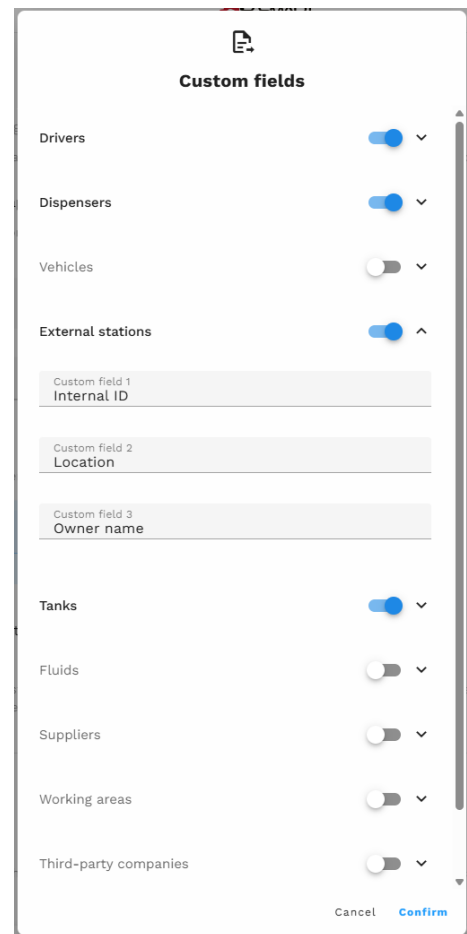 Custom fields
Drivers
Dispensers
Vehicles
External stations
Custom field 1
Internal ID
Custom field 2
Location
Custom field 3
Owner name
Tanks
Fluids
Suppliers
Working areas
Third-party companies
Cancel Confirm